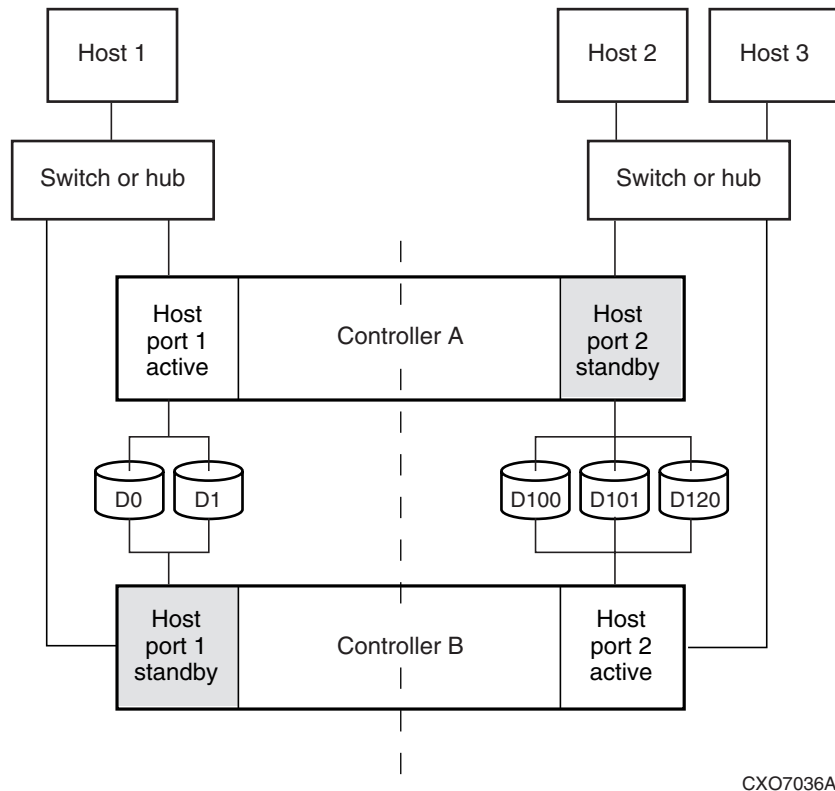 Host 1
Host 2
Host 3
Switch or hub
Switch or hub
Host
port 1
active
Controller A
Host
port 2
standby
D0
D1
D100
D101
D120
Host
port 1
standby
Controller B
Host
port 2
active
CXO7036A